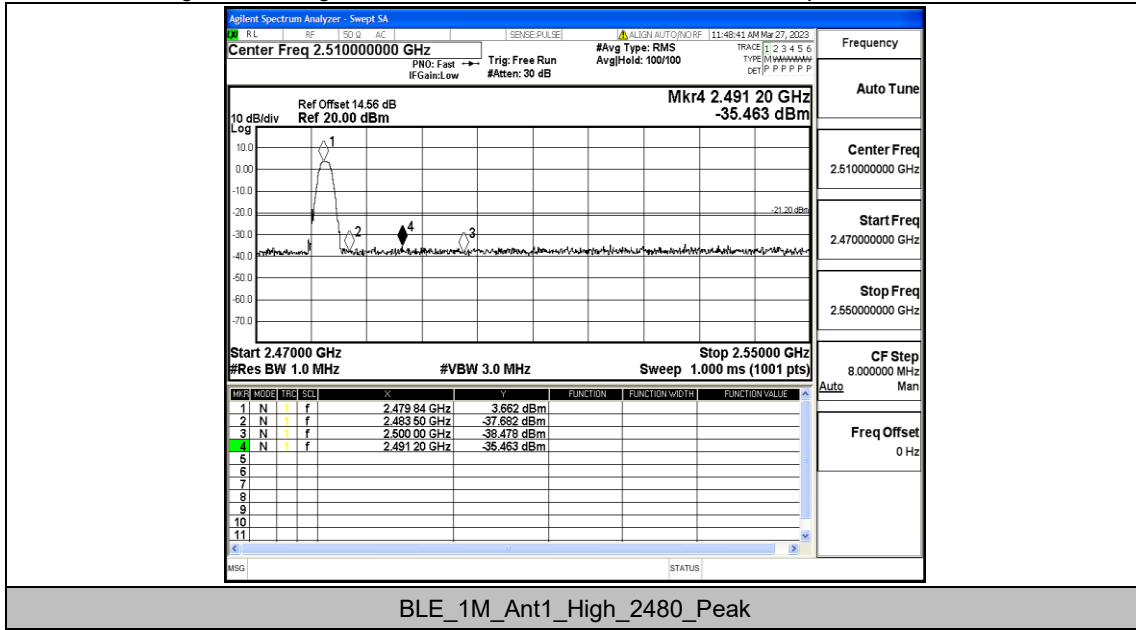 Agilent Spectrum Analyzer - Swept SA
RL RF 50 Ω AC SENSE:PULSE ALIGN AUTO/NO RF 11:48:41 AM Mar 27, 2023
Center Freq 2.510000000 GHz #Avg Type: RMS TRACE 1 2 3 4 5 6
PNO: Fast Trig: Free Run Avg|Hold: 100/100 TYPE M
IFGain:Low #Atten: 30 dB DET P P P P P P
Mkr4 2.491 20 GHz
-35.463 dBm
Ref Offset 14.56 dB
10 dB/div Ref 20.00 dBm
Log
10.0
0.00
-10.0
-20.0
-30.0
-40.0
-50.0
-60.0
-70.0
1
2
4
3
-21.20 dBm
Start 2.47000 GHz Stop 2.55000 GHz
#Res BW 1.0 MHz #VBW 3.0 MHz Sweep 1.000 ms (1001 pts)
MKR MODE TRC SCL X Y FUNCTION FUNCTION WIDTH FUNCTION VALUE
1 N 1 f 2.479 84 GHz 3.662 dBm
2 N 1 f 2.483 50 GHz -37.682 dBm
3 N 1 f 2.500 00 GHz -38.478 dBm
4 N 1 f 2.491 20 GHz -35.463 dBm
5
6
7
8
9
10
11
MSG STATUS
Frequency
Auto Tune
Center Freq
2.510000000 GHz
Start Freq
2.470000000 GHz
Stop Freq
2.550000000 GHz
CF Step
8.000000 MHz
Auto Man
Freq Offset
0 Hz
BLE_1M_Ant1_High_2480_Peak